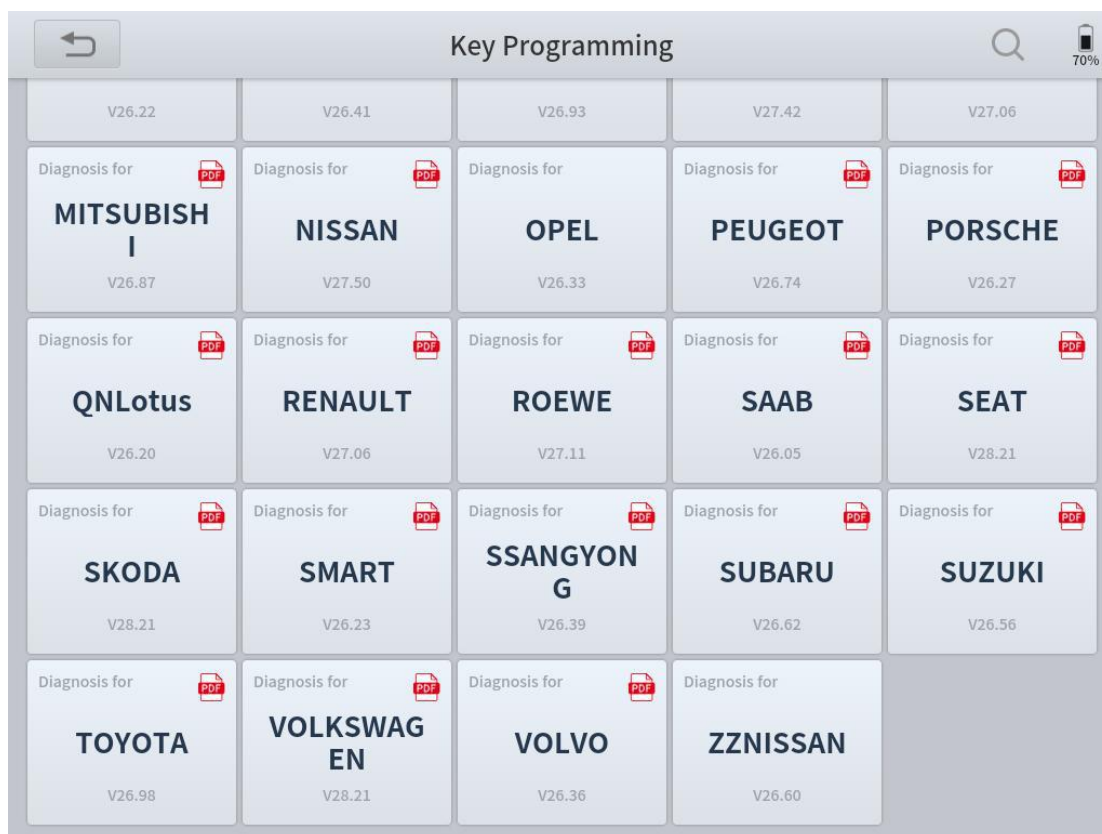 Key Programming
70%
V26.22 V26.41 V26.93 V27.42 V27.06
Diagnosis for PDF Diagnosis for PDF Diagnosis for Diagnosis for PDF Diagnosis for PDF
MITSUBISH
I
NISSAN OPEL PEUGEOT PORSCHE
V26.87 V27.50 V26.33 V26.74 V26.27
Diagnosis for PDF Diagnosis for PDF Diagnosis for PDF Diagnosis for PDF Diagnosis for PDF
QNLotus RENAULT ROEWE SAAB SEAT
V26.20 V27.06 V27.11 V26.05 V28.21
Diagnosis for PDF Diagnosis for PDF Diagnosis for PDF Diagnosis for PDF Diagnosis for PDF
SKODA SMART
SSANGYON
G
SUBARU SUZUKI
V28.21 V26.23 V26.39 V26.62 V26.56
Diagnosis for PDF Diagnosis for PDF Diagnosis for PDF Diagnosis for
TOYOTA
VOLKSWAG
EN
VOLVO ZZNISSAN
V26.98 V28.21 V26.36 V26.60